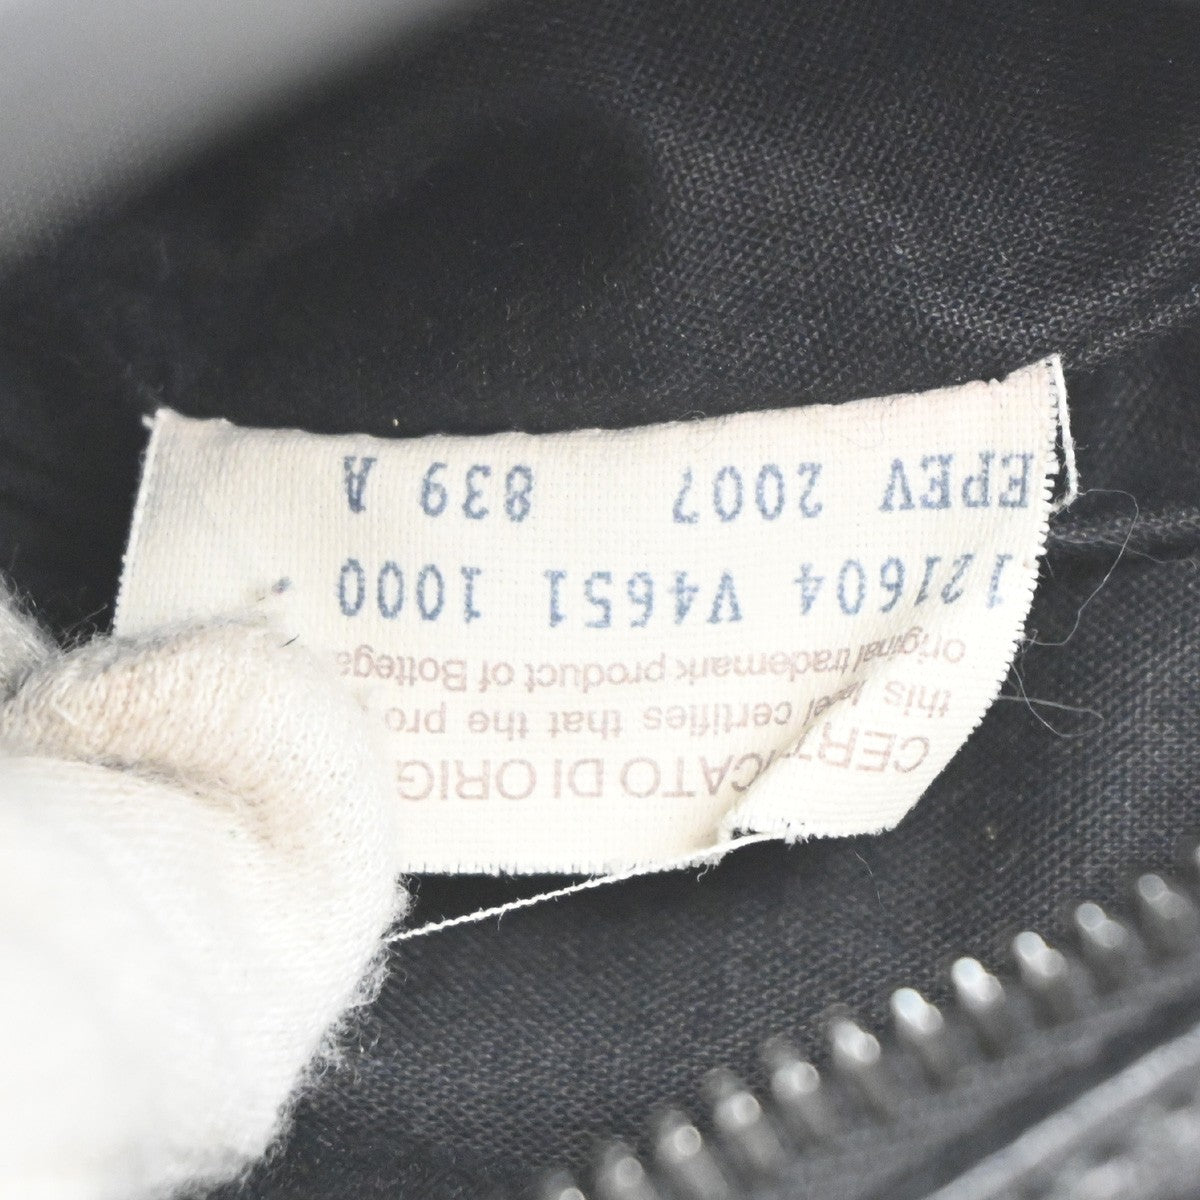 CERTIFICATO DI ORIG
this label certifies that the pro
original trademark product of Bottega
121604 V4651 1000
EPEV 2007 839 A